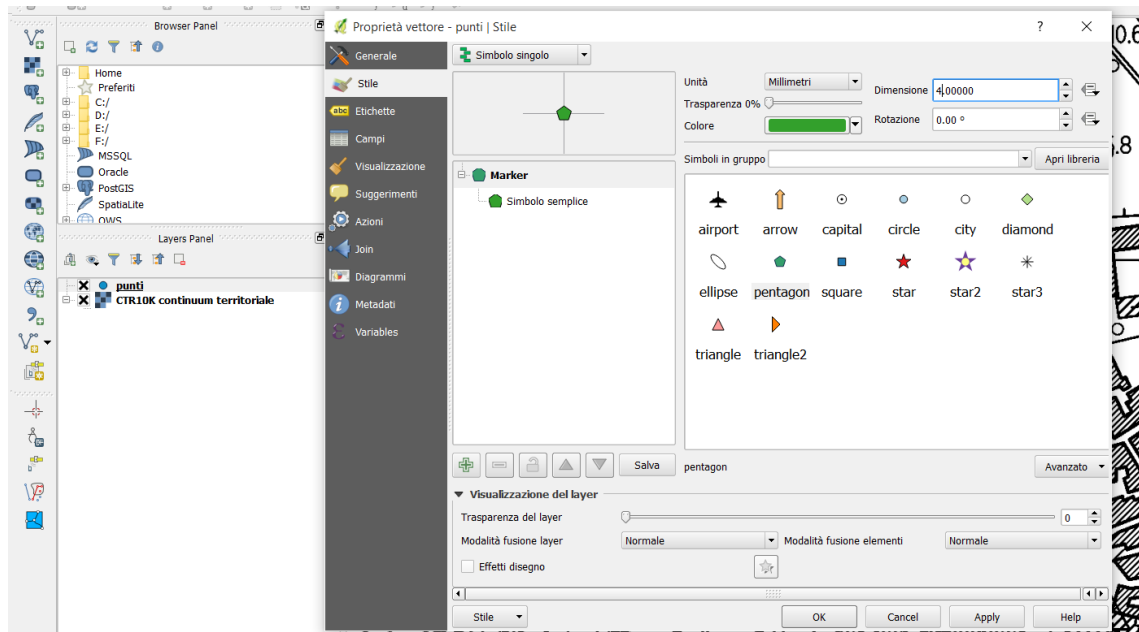 Browser Panel
Home
Preferiti
C:/
D:/
E:/
F:/
MSSQL
Oracle
PostGIS
SpatiaLite
OWS
Layers Panel
punti
CTR10K continuum territoriale
Proprietà vettore - punti | Stile
?
Generale
Stile
abc Etichette
Campi
Visualizzazione
Suggerimenti
Azioni
Join
Diagrammi
Metadati
Variables
Simbolo singolo
Marker
Simbolo semplice
Salva
Unità Millimetri Dimensione 4.00000
Trasparenza 0%
Colore Rotazione 0.00 °
Simboli in gruppo Apri libreria
airport arrow capital circle city diamond
ellipse pentagon square star star2 star3
triangle triangle2
pentagon Avanzato
Visualizzazione del layer
Trasparenza del layer 0
Modalità fusione layer Normale Modalità fusione elementi Normale
Effetti disegno
Stile OK Cancel Apply Help